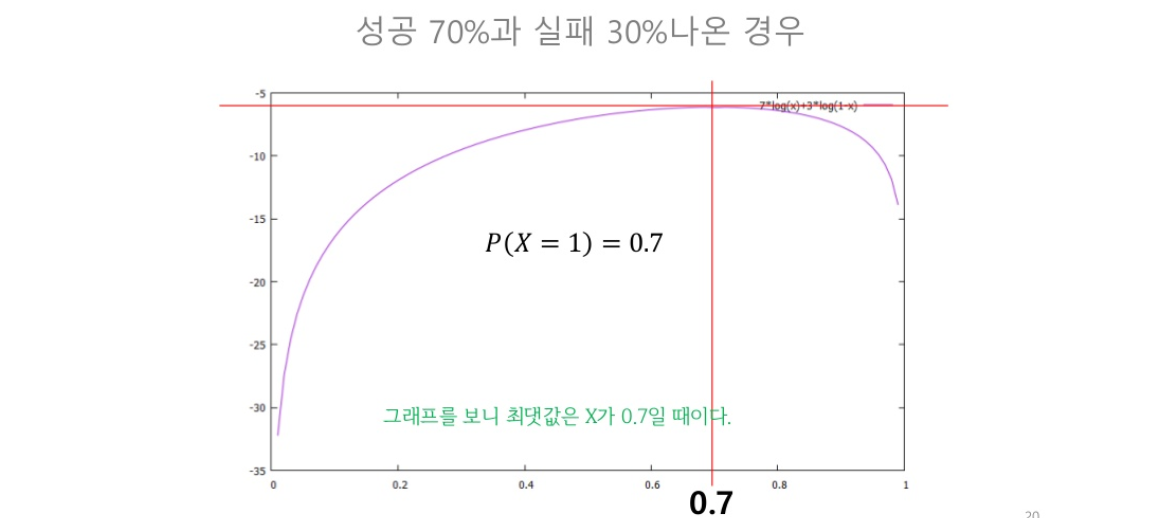 성공 70%과 실패 30%나온 경우
-5
7*log(x)+3*log(1-x)
-10
-15
P(X = 1) = 0.7
-20
-25
-30
그래프를 보니 최댓값은 X가 0.7일 때이다.
-35
0 0.2 0.4 0.6 0.8 1
0.7
20